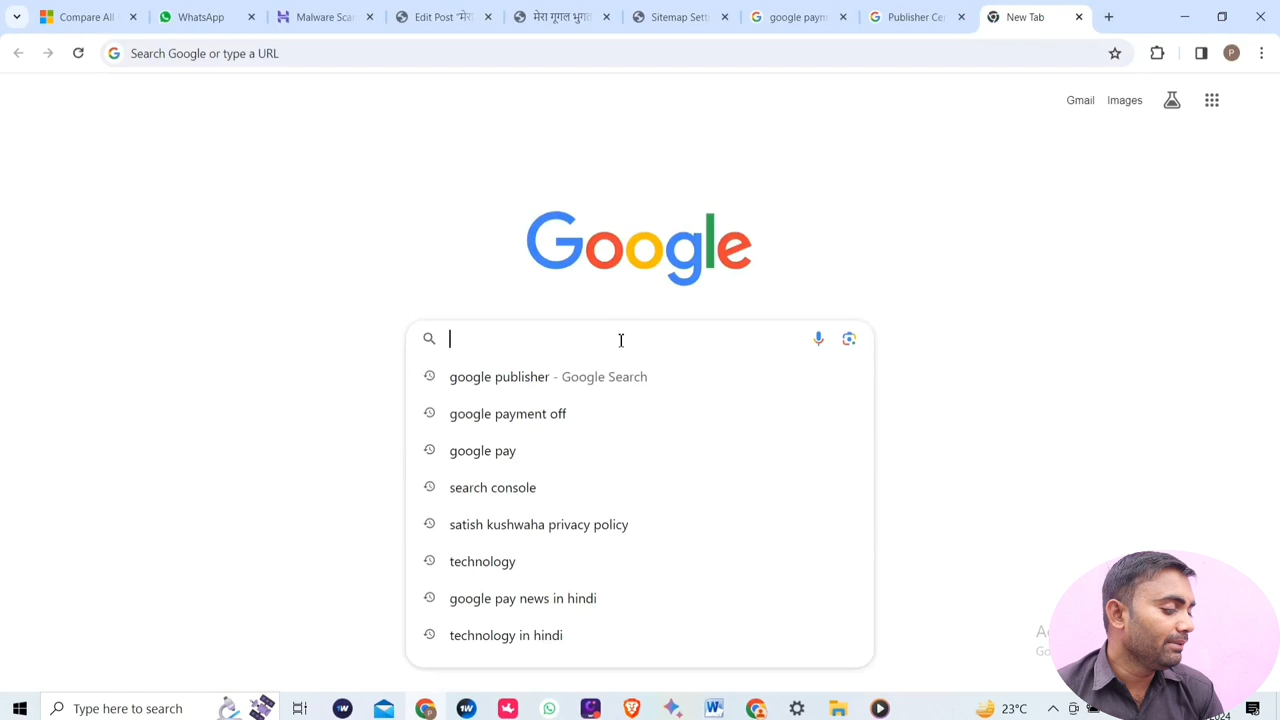 Compare All
WhatsApp
Malware Sca
Edit Post "मेरा
मेरा गूगल भुगत
Sitemap Sett
google paym
Publisher Ce
New Tab
Search Google or type a URL
P
Gmail
Images
Google
google publisher - Google Search
google payment off
google pay
search console
satish kushwaha privacy policy
technology
google pay news in hindi
technology in hindi
Type here to search
23°C
2024